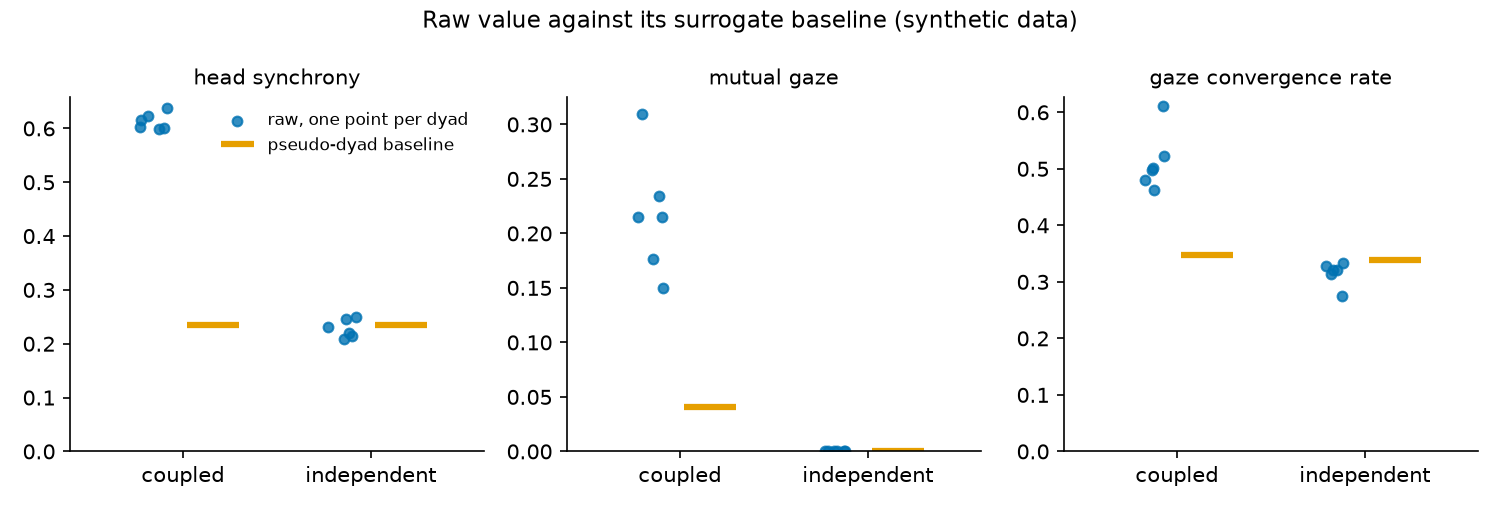 Raw value against its surrogate baseline (synthetic data)
head synchrony
0.6
0.5
0.4
0.3
0.2
0.1
0.0
raw, one point per dyad
pseudo-dyad baseline
coupled
independent
mutual gaze
0.30
0.25
0.20
0.15
0.10
0.05
0.00
coupled
independent
gaze convergence rate
0.6
0.5
0.4
0.3
0.2
0.1
0.0
coupled
independent